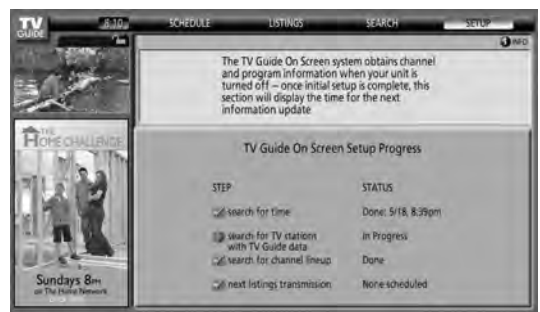 TV
GUIDE
8:10p
SCHEDULE
LISTINGS
SEARCH
SETUP
INFO
The TV Guide On Screen system obtains channel
and program information when your unit is
turned off – once initial setup is complete, this
section will display the time for the next
information update
THE
HOME CHALLENGE
Sundays 8PM
on The Home Network
TV Guide On Screen Setup Progress
STEP STATUS
search for time Done: 5/18, 8:39pm
search for TV stations In Progress
with TV Guide data
search for channel lineup Done
next listings transmission None scheduled